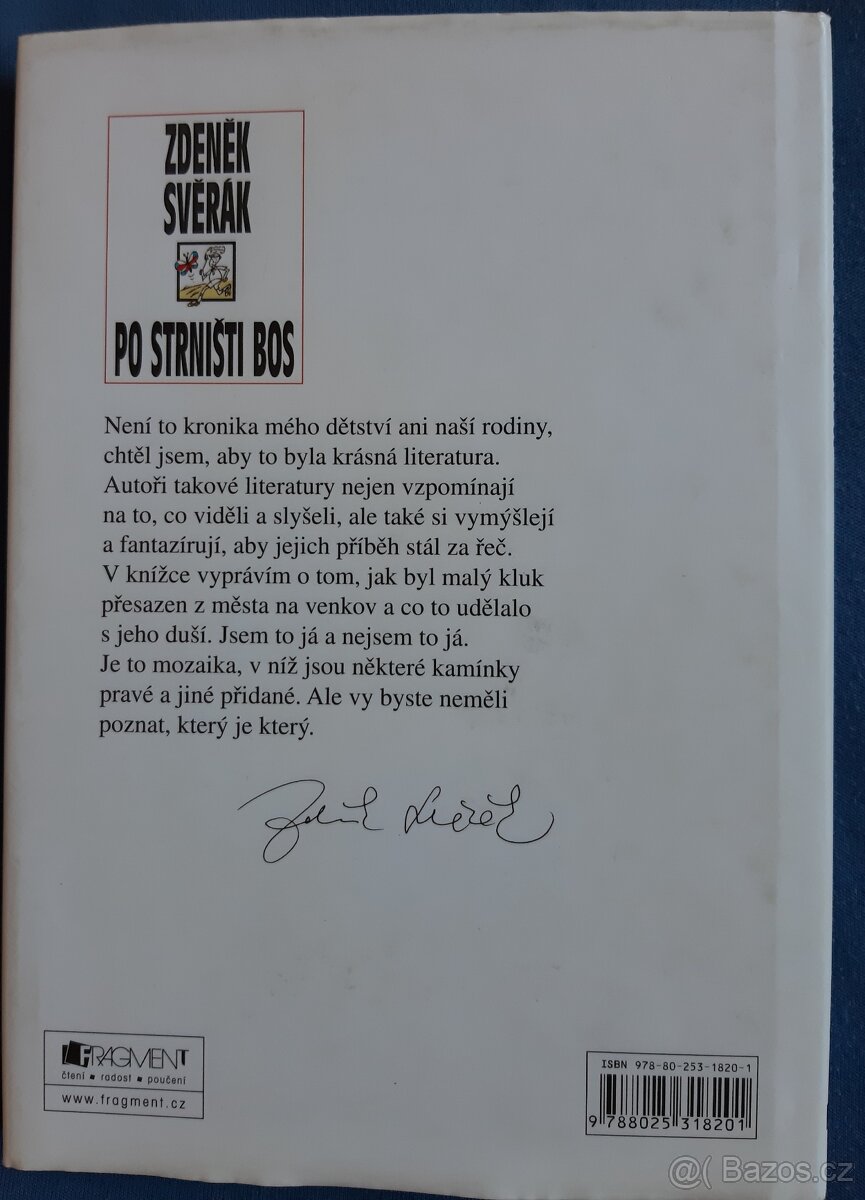 ZDENĚK
SVĚRÁK
PO STRNIŠTI BOS
Není to kronika mého dětství ani naší rodiny,
chtěl jsem, aby to byla krásná literatura.
Autoři takové literatury nejen vzpomínají
na to, co viděli a slyšeli, ale také si vymýšlejí
a fantazírují, aby jejich příběh stál za řeč.
V knížce vyprávím o tom, jak byl malý kluk
přesazen z města na venkov a co to udělalo
s jeho duší. Jsem to já a nejsem to já.
Je to mozaika, v níž jsou některé kamínky
pravé a jiné přidané. Ale vy byste neměli
poznat, který je který.
Zdeněk Svěrák
FRAGMENT
čtení ▪ radost ▪ poučení
www.fragment.cz
ISBN 978-80-253-1820-1
9 788025 318201
@( Bazos.cz